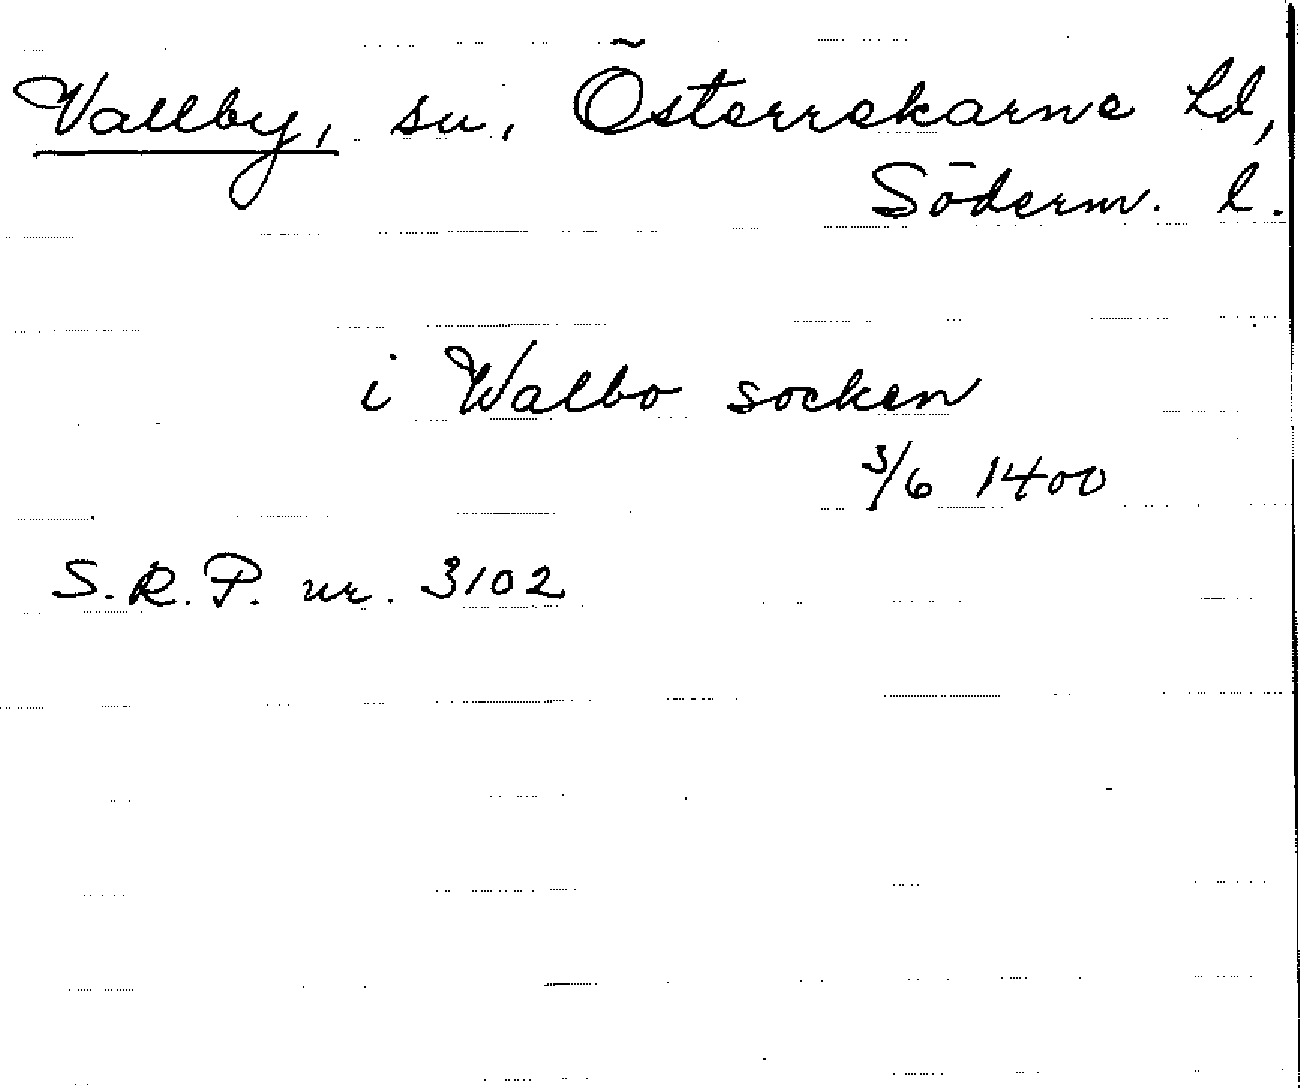 Vallby, sn, Österrekarne hd,
Söderm. l.
i Walbo socken
3/6 1400
S.R.P. nr. 3102